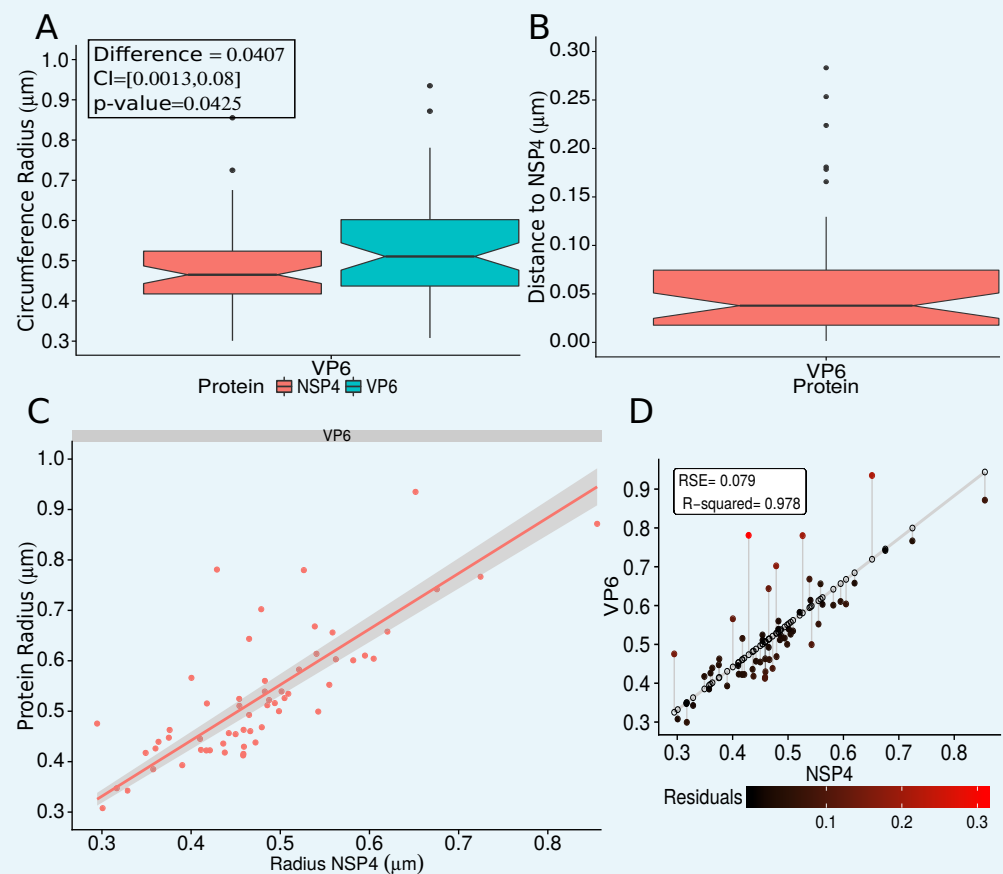 A
Difference = 0.0407
CI=[0.0013,0.08]
p-value=0.0425
Circumference Radius (μm)
1.0
0.9
0.8
0.7
0.6
0.5
0.4
0.3
VP6
Protein NSP4 VP6
B
Distance to NSP4 (μm)
0.30
0.25
0.20
0.15
0.10
0.05
0.00
VP6
Protein
C
VP6
Protein Radius (μm)
1.0
0.9
0.8
0.7
0.6
0.5
0.4
0.3
0.3 0.4 0.5 0.6 0.7 0.8
Radius NSP4 (μm)
D
RSE= 0.079
R-squared= 0.978
VP6
0.9
0.8
0.7
0.6
0.5
0.4
0.3
0.3 0.4 0.5 0.6 0.7 0.8
NSP4
Residuals
0.1 0.2 0.3